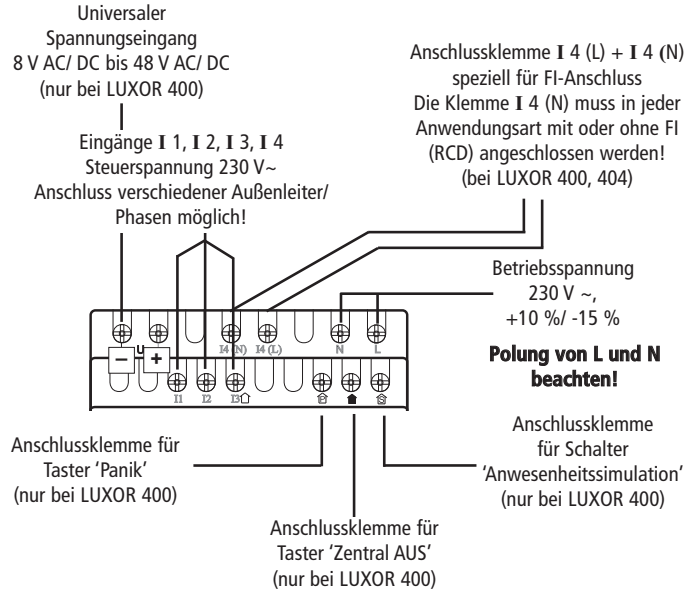 Universaler
Spannungseingang
8 V AC/ DC bis 48 V AC/ DC
(nur bei LUXOR 400)
Eingänge I 1, I 2, I 3, I 4
Steuerspannung 230 V~
Anschluss verschiedener Außenleiter/
Phasen möglich!
Anschlussklemme I 4 (L) + I 4 (N)
speziell für FI-Anschluss
Die Klemme I 4 (N) muss in jeder
Anwendungsart mit oder ohne FI
(RCD) angeschlossen werden!
(bei LUXOR 400, 404)
Betriebsspannung
230 V ~,
+10 %/ -15 %
Polung von L und N
beachten!
I4 (N) I4 (L) N L
− U +
I1 I2 I3
P S
Anschlussklemme für
Taster 'Panik'
(nur bei LUXOR 400)
Anschlussklemme für
Taster 'Zentral AUS'
(nur bei LUXOR 400)
Anschlussklemme
für Schalter
'Anwesenheitssimulation'
(nur bei LUXOR 400)